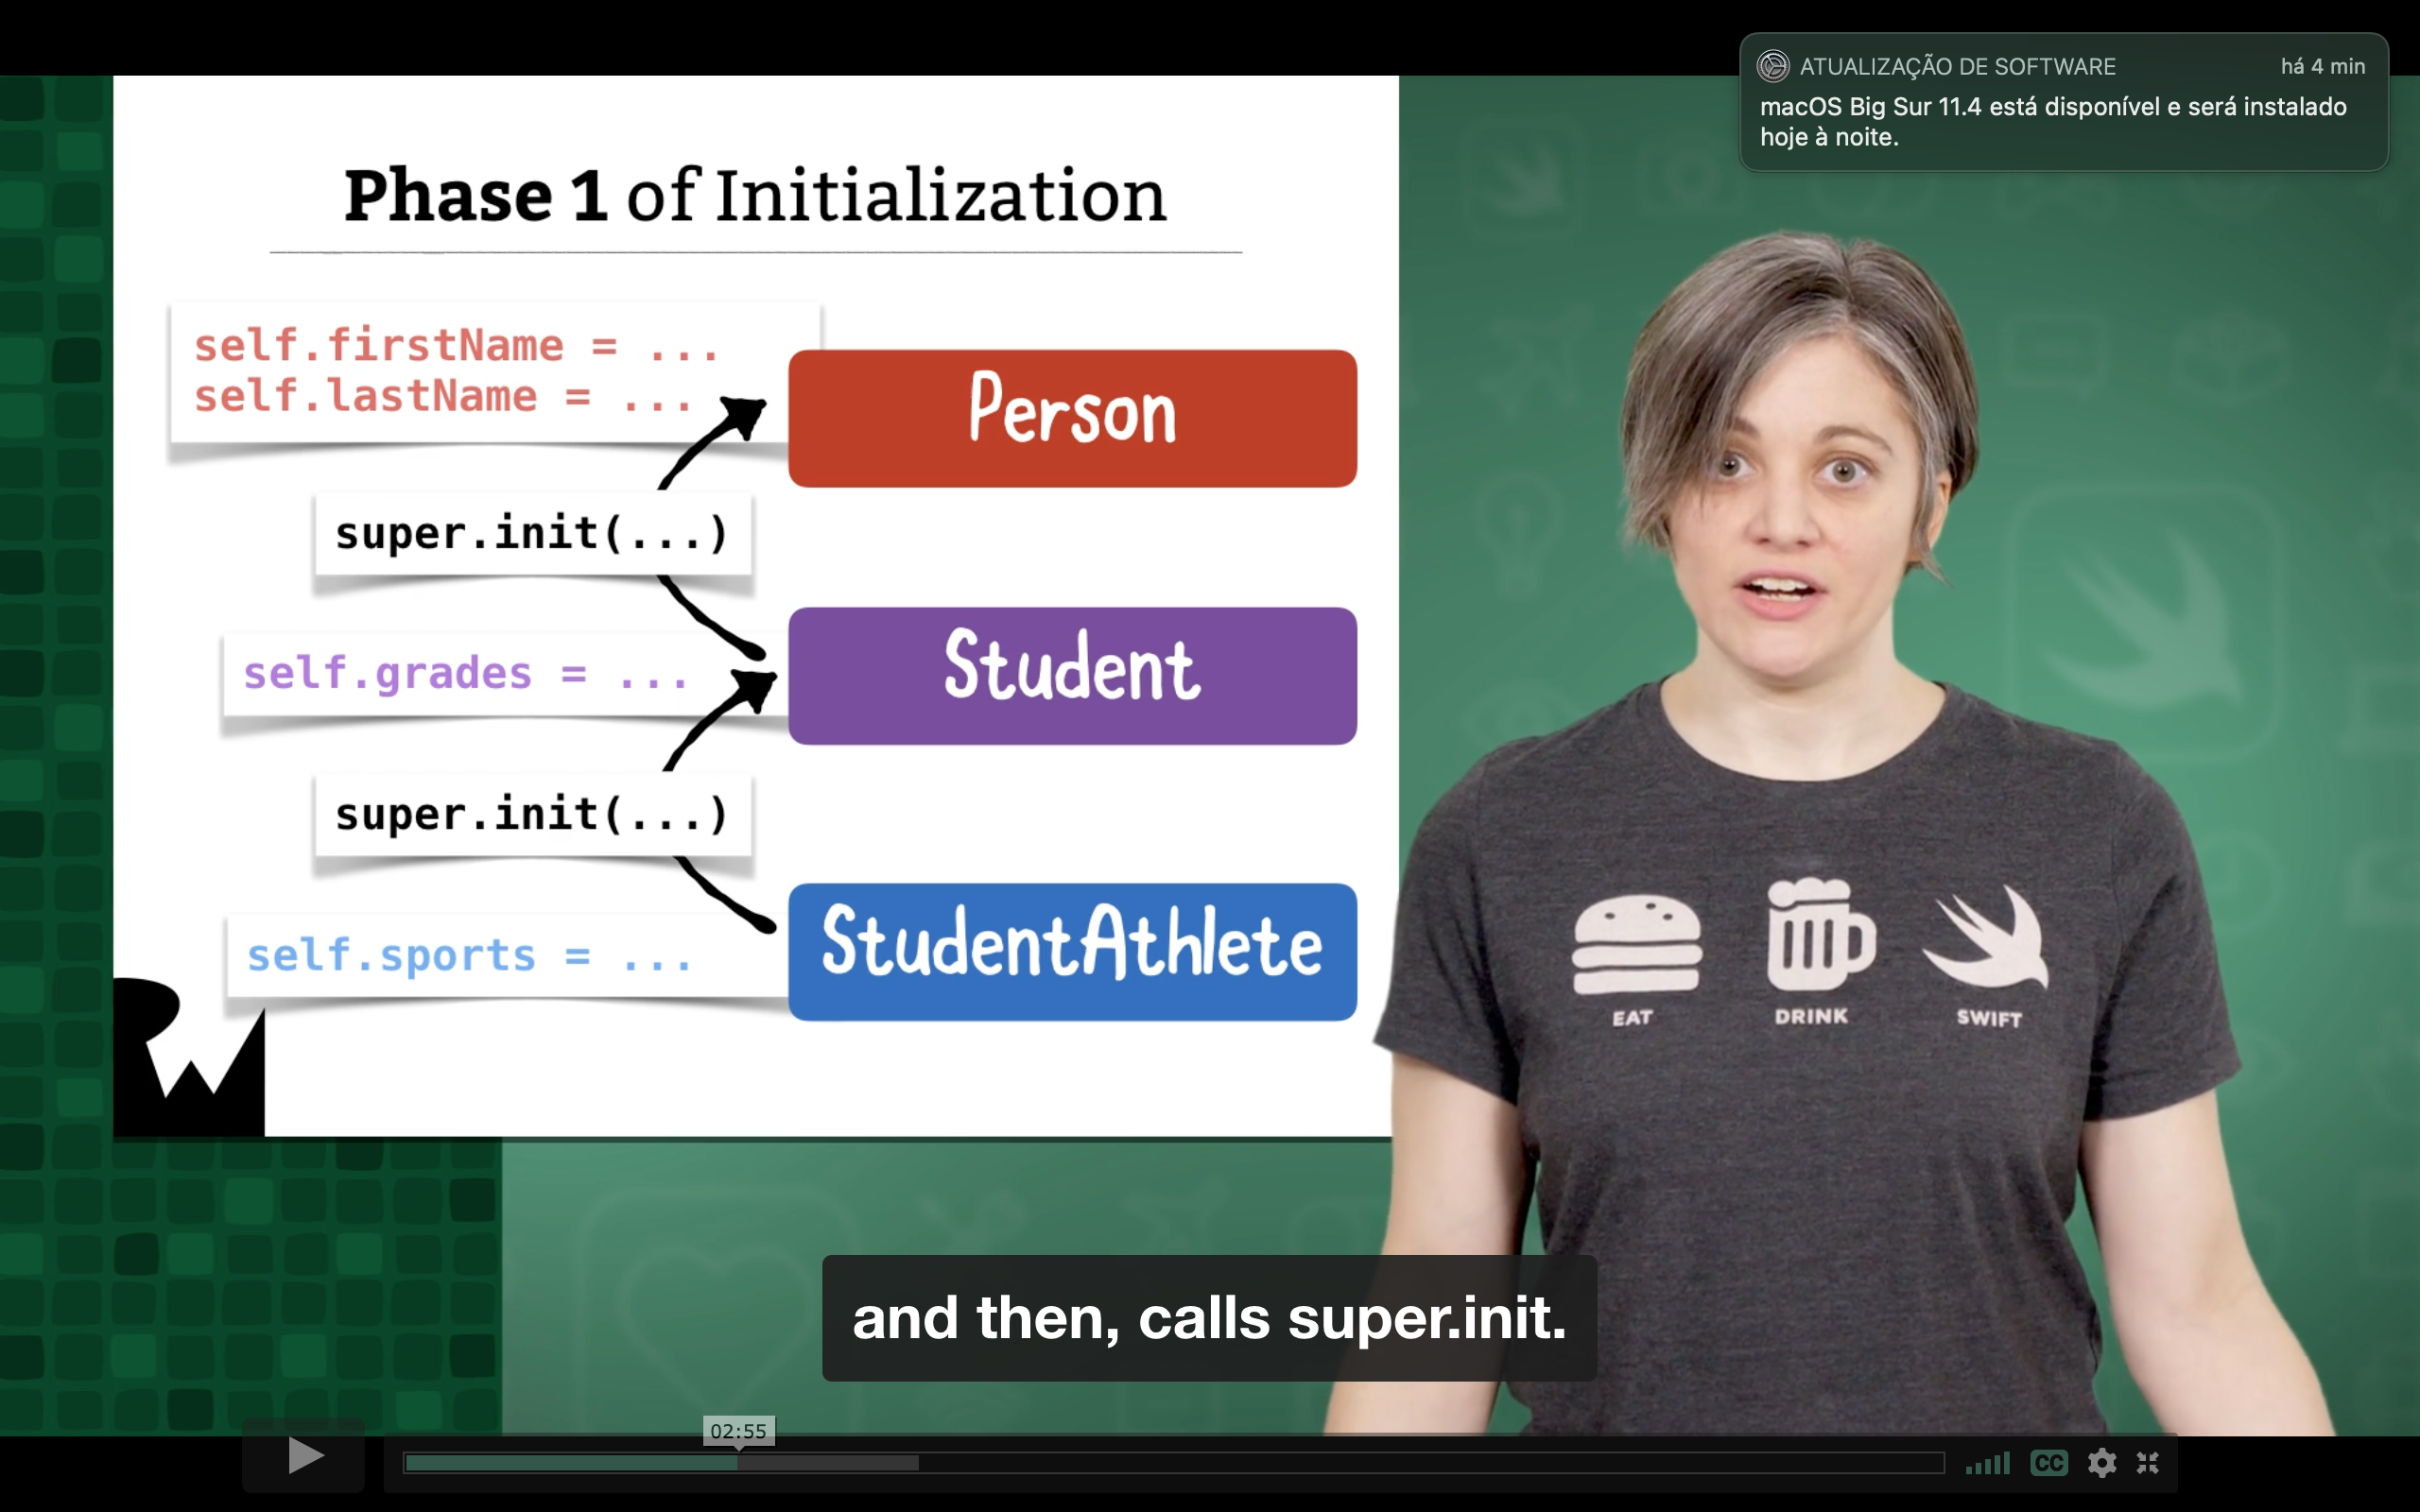 ATUALIZAÇÃO DE SOFTWARE
há 4 min
macOS Big Sur 11.4 está disponível e será instalado
hoje à noite.
Phase 1 of Initialization
self.firstName = ...
self.lastName = ...
Person
super.init(...)
self.grades = ...
Student
super.init(...)
self.sports = ...
StudentAthlete
EAT
DRINK
SWIFT
and then, calls super.init.
02:55
CC